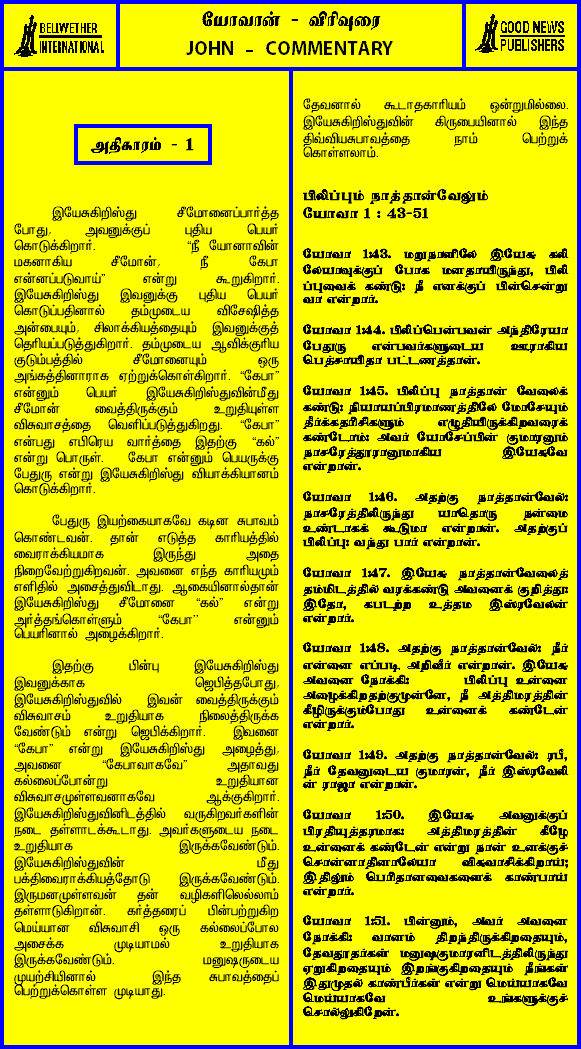 BELWETHER
INTERNATIONAL
யோவான் - விரிவுரை
JOHN - COMMENTARY
GOOD NEWS
PUBLISHERS
அதிகாரம் - 1
இயேசுகிறிஸ்து சீமோனைப்பார்த்த
போது, அவனுக்குப் புதிய பெயர்
கொடுக்கிறார். “நீ யோனாவின்
மகனாகிய சீமோன், நீ கேபா
என்னப்படுவாய்” என்று கூறுகிறார்.
இயேசுகிறிஸ்து இவனுக்கு புதிய பெயர்
கொடுப்பதினால் தம்முடைய விசேஷித்த
அன்பையும், சிலாக்கியத்தையும் இவனுக்குத்
தெரியப்படுத்துகிறார். தம்முடைய ஆவிக்குரிய
குடும்பத்தில் சீமோனையும் ஒரு
அங்கத்தினராக ஏற்றுக்கொள்கிறார். “கேபா”
என்னும் பெயர் இயேசுகிறிஸ்துவின்மீது
சீமோன் வைத்திருக்கும் உறுதியுள்ள
விசுவாசத்தை வெளிப்படுத்துகிறது. “கேபா”
என்பது எபிரெய வார்த்தை இதற்கு “கல்”
என்று பொருள். கேபா என்னும் பெயருக்கு
பேதுரு என்று இயேசுகிறிஸ்து வியாக்கியானம்
கொடுக்கிறார்.
பேதுரு இயற்கையாகவே கடின சுபாவம்
கொண்டவன். தான் எடுத்த காரியத்தில்
வைராக்கியமாக இருந்து அதை
நிறைவேற்றுகிறவன். அவனை எந்த காரியமும்
எளிதில் அசைத்துவிடாது. ஆகையினால்தான்
இயேசுகிறிஸ்து சீமோனை “கல்” என்று
அர்த்தங்கொள்ளும் “கேபா” என்னும்
பெயரினால் அழைக்கிறார்.
இதற்கு பின்பு இயேசுகிறிஸ்து
இவனுக்காக ஜெபித்தபோது,
இயேசுகிறிஸ்துவில் இவன் வைத்திருக்கும்
விசுவாசம் உறுதியாக நிலைத்திருக்க
வேண்டும் என்று ஜெபிக்கிறார். இவனை
“கேபா” என்று இயேசுகிறிஸ்து அழைத்து,
அவனை “கேபாவாகவே” அதாவது
கல்லைப்போன்று உறுதியான
விசுவாசமுள்ளவனாகவே ஆக்குகிறார்.
இயேசுகிறிஸ்துவினிடத்தில் வருகிறவர்களின்
நடை தள்ளாடக்கூடாது. அவர்களுடைய நடை
உறுதியாக இருக்கவேண்டும்.
இயேசுகிறிஸ்துவின் மீது
பக்திவைராக்கியத்தோடு இருக்கவேண்டும்.
இருமனமுள்ளவன் தன் வழிகளிலெல்லாம்
தள்ளாடுகிறான். கர்த்தரைப் பின்பற்றுகிற
மெய்யான விசுவாசி ஒரு கல்லைப்போல
அசைக்க முடியாமல் உறுதியாக
இருக்கவேண்டும். மனுஷருடைய
முயற்சியினால் இந்த சுபாவத்தைப்
பெற்றுக்கொள்ள முடியாது.
தேவனால் கூடாதகாரியம் ஒன்றுமில்லை.
இயேசுகிறிஸ்துவின் கிருபையினால் இந்த
திவ்வியசுபாவத்தை நாம் பெற்றுக்
கொள்ளலாம்.
பிலிப்பும் நாத்தான்வேலும்
யோவா 1 : 43-51
யோவா 1:43. மறுநாளிலே இயேசு கலி
லேயாவுக்குப் போக மனதாயிருந்து, பிலி
ப்புவைக் கண்டு: நீ எனக்குப் பின்சென்று
வா என்றார்.
யோவா 1:44. பிலிப்பென்பவன் அந்திரேயா
பேதுரு என்பவர்களுடைய ஊராகிய
பெத்சாயிதா பட்டணத்தான்.
யோவா 1:45. பிலிப்பு நாத்தான் வேலைக்
கண்டு: நியாயப்பிரமாணத்திலே மோசேயும்
தீர்க்கதரிசிகளும் எழுதியிருக்கிறவரைக்
கண்டோம்; அவர் யோசேப்பின் குமாரனும்
நாசரேத்தூரானுமாகிய இயேசுவே
என்றான்.
யோவா 1:46. அதற்கு நாத்தான்வேல்:
நாசரேத்திலிருந்து யாதொரு நன்மை
உண்டாகக் கூடுமா என்றான். அதற்குப்
பிலிப்பு: வந்து பார் என்றான்.
யோவா 1:47. இயேசு நாத்தான்வேலைத்
தம்மிடத்தில் வரக்கண்டு அவனைக் குறித்து:
இதோ, கபடற்ற உத்தம இஸ்ரவேலன்
என்றார்.
யோவா 1:48. அதற்கு நாத்தான்வேல்: நீர்
என்னை எப்படி அறிவீர் என்றான். இயேசு
அவனை நோக்கி: பிலிப்பு உன்னை
அழைக்கிறதற்குமுன்னே, நீ அத்திமரத்தின்
கீழிருக்கும்போது உன்னைக் கண்டேன்
என்றார்.
யோவா 1:49. அதற்கு நாத்தான்வேல்: ரபீ,
நீர் தேவனுடைய குமாரன், நீர் இஸ்ரவேலி
ன் ராஜா என்றான்.
யோவா 1:50. இயேசு அவனுக்குப்
பிரதியுத்தரமாக: அத்திமரத்தின் கீழே
உன்னைக் கண்டேன் என்று நான் உனக்குச்
சொன்னாதினாலேயா விசுவாசிக்கிறாய்;
இதிலும் பெரிதானவைகளைக் காண்பாய்
என்றார்.
யோவா 1:51. பின்னும், அவர் அவனை
நோக்கி: வானம் திறந்திருக்கிறதையும்,
தேவதூதர்கள் மனுஷகுமாரனிடத்திலிருந்து
ஏறுகிறதையும் இறங்குகிறதையும் நீங்கள்
இதுமுதல் காண்பீர்கள் என்று மெய்யாகவே
மெய்யாகவே உங்களுக்குச்
சொல்லுகிறேன்.